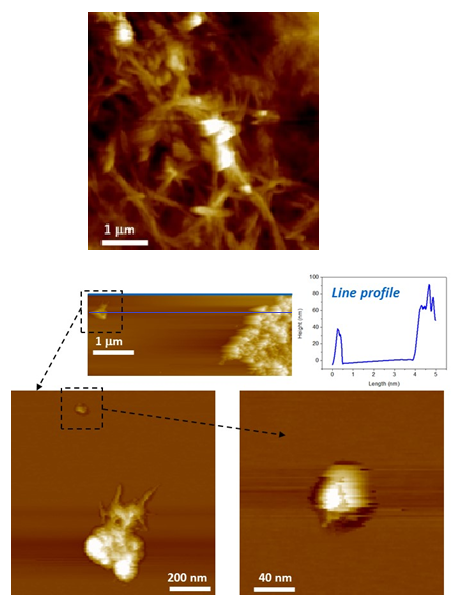 1 µm
1 µm
Line profile
Height (nm)
100
80
60
40
20
0
0 1 2 3 4 5
Length (nm)
200 nm
40 nm